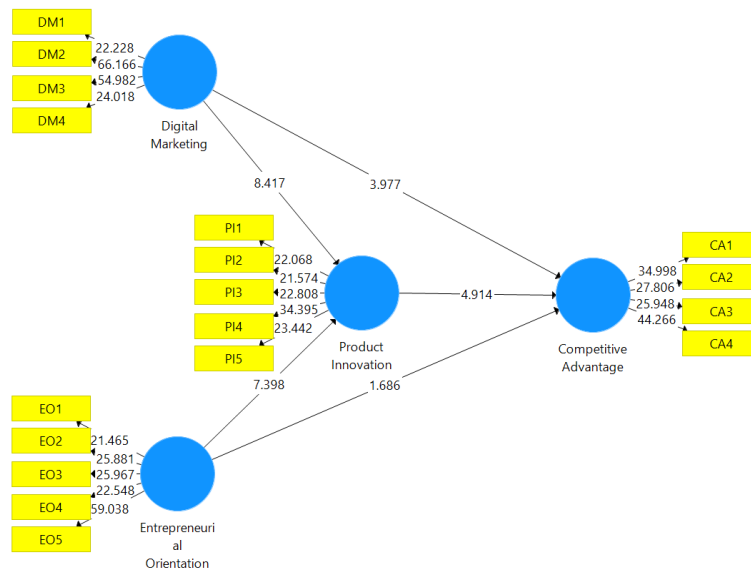 DM1
22.228
DM2
66.166
54.982
DM3
24.018
DM4
Digital
Marketing
8.417
3.977
PI1
22.068
PI2
21.574
PI3
22.808
34.395
PI4
23.442
PI5
Product
Innovation
4.914
CA1
34.998
27.806
CA2
25.948
CA3
44.266
CA4
Competitive
Advantage
7.398
1.686
EO1
21.465
EO2
25.881
EO3
25.967
22.548
EO4
59.038
EO5
Entrepreneuri
al
Orientation